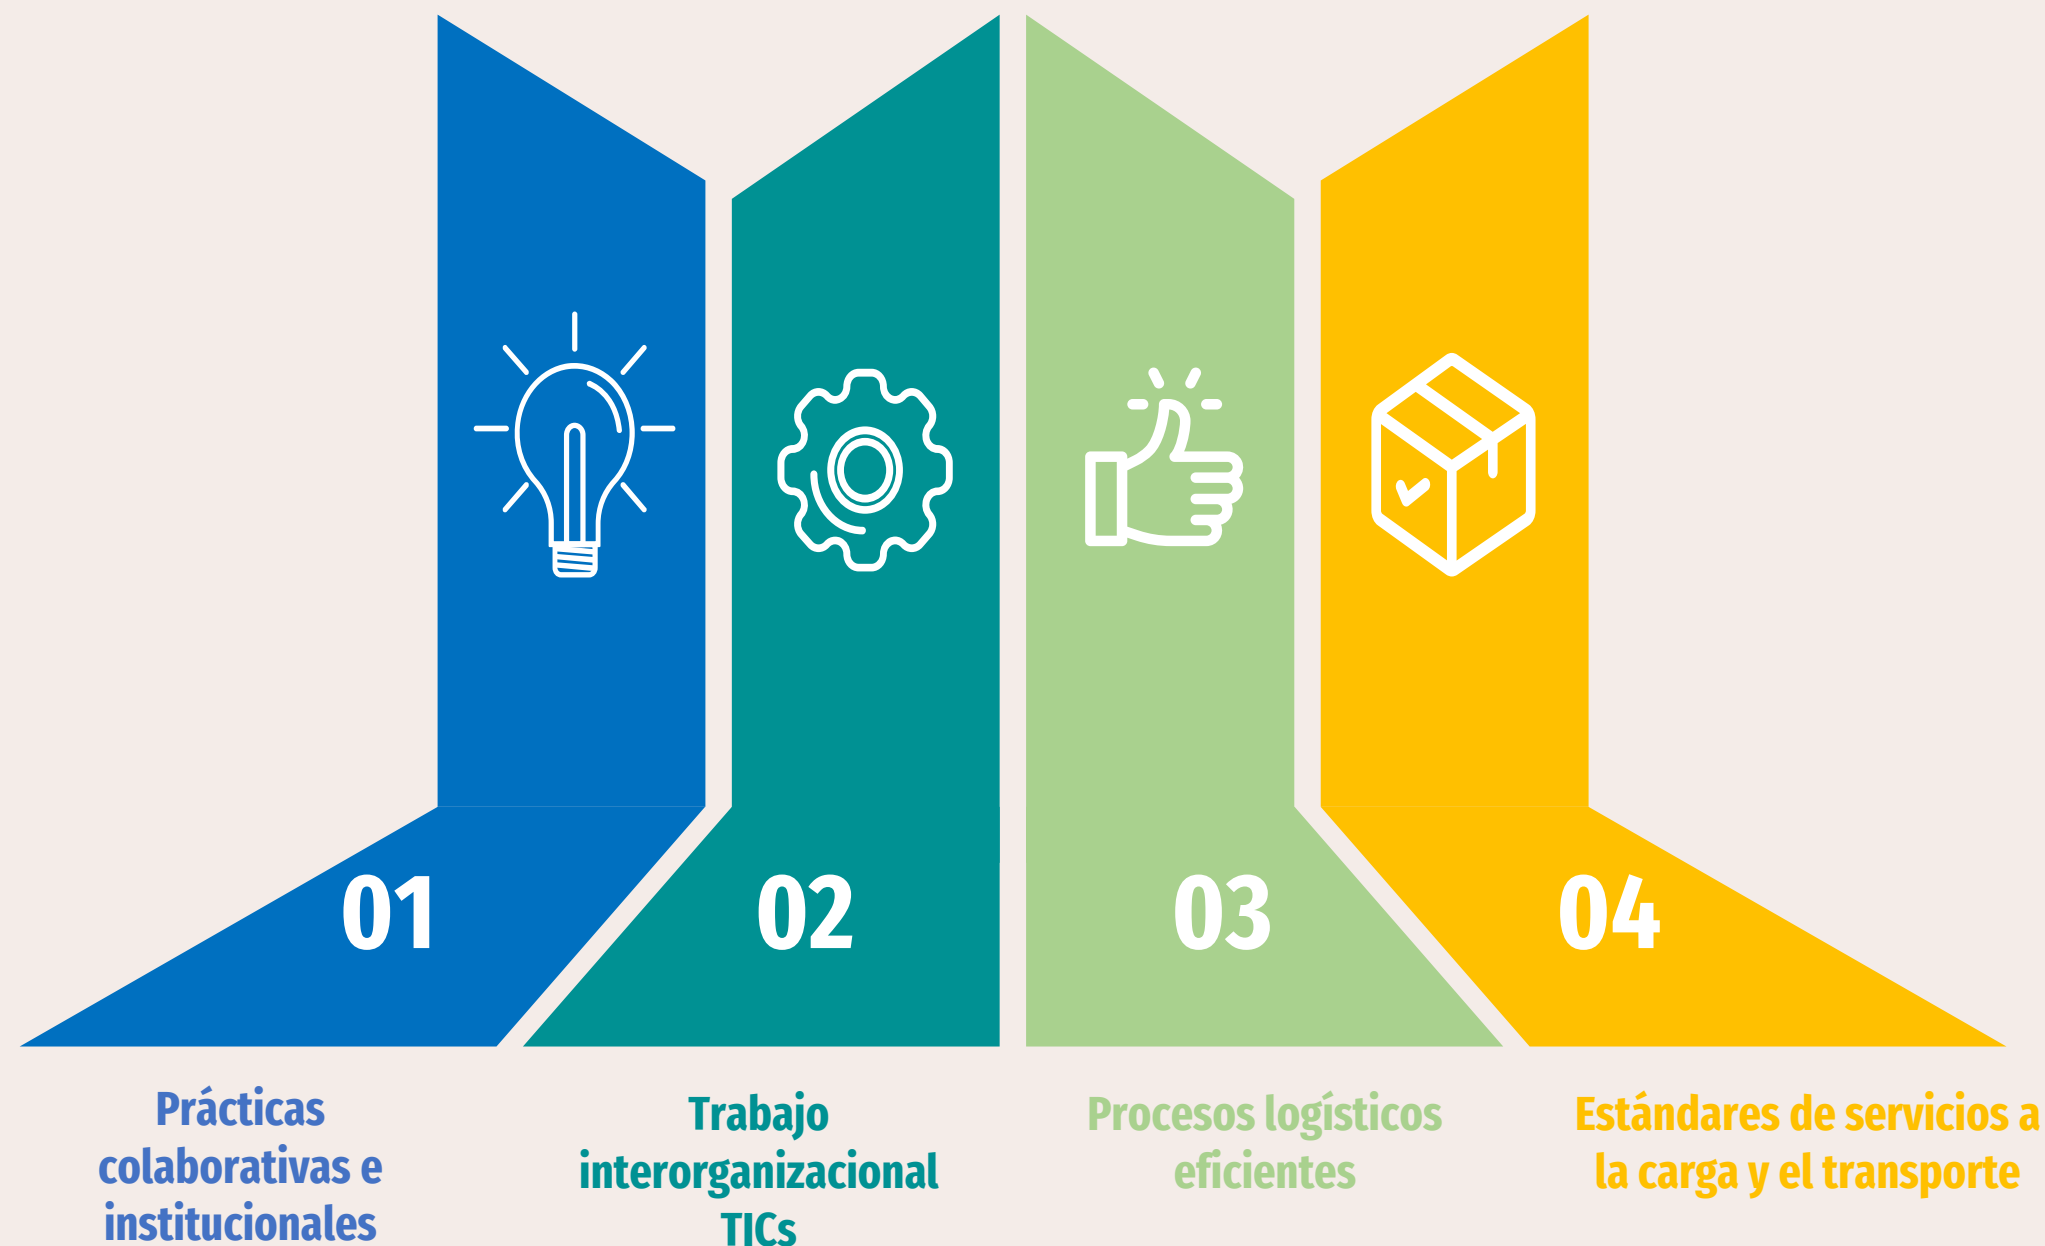 01
02
03
04
Prácticas
colaborativas e
institucionales
Trabajo
interorganizacional
TICs
Procesos logísticos
eficientes
Estándares de servicios a
la carga y el transporte